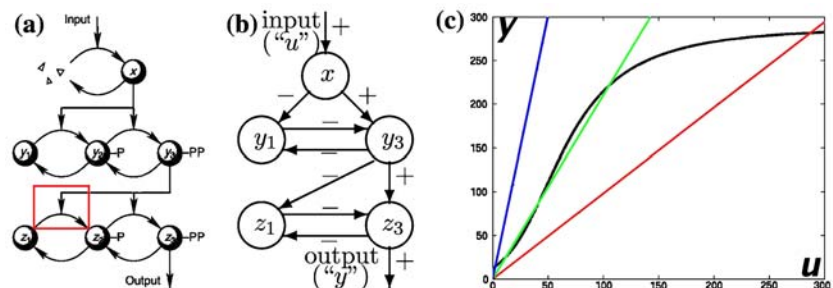 (a)
Input
x
y₁
y₂
-P
y₃
-PP
z₁
z₂
-P
z₃
-PP
Output
(b)
input
("u")
+
x
−
+
y₁
−
−
y₃
−
+
z₁
−
−
z₃
output
("y")
+
(c)
y
300
250
200
150
100
50
0
0
50
100
150
200
250
300
u